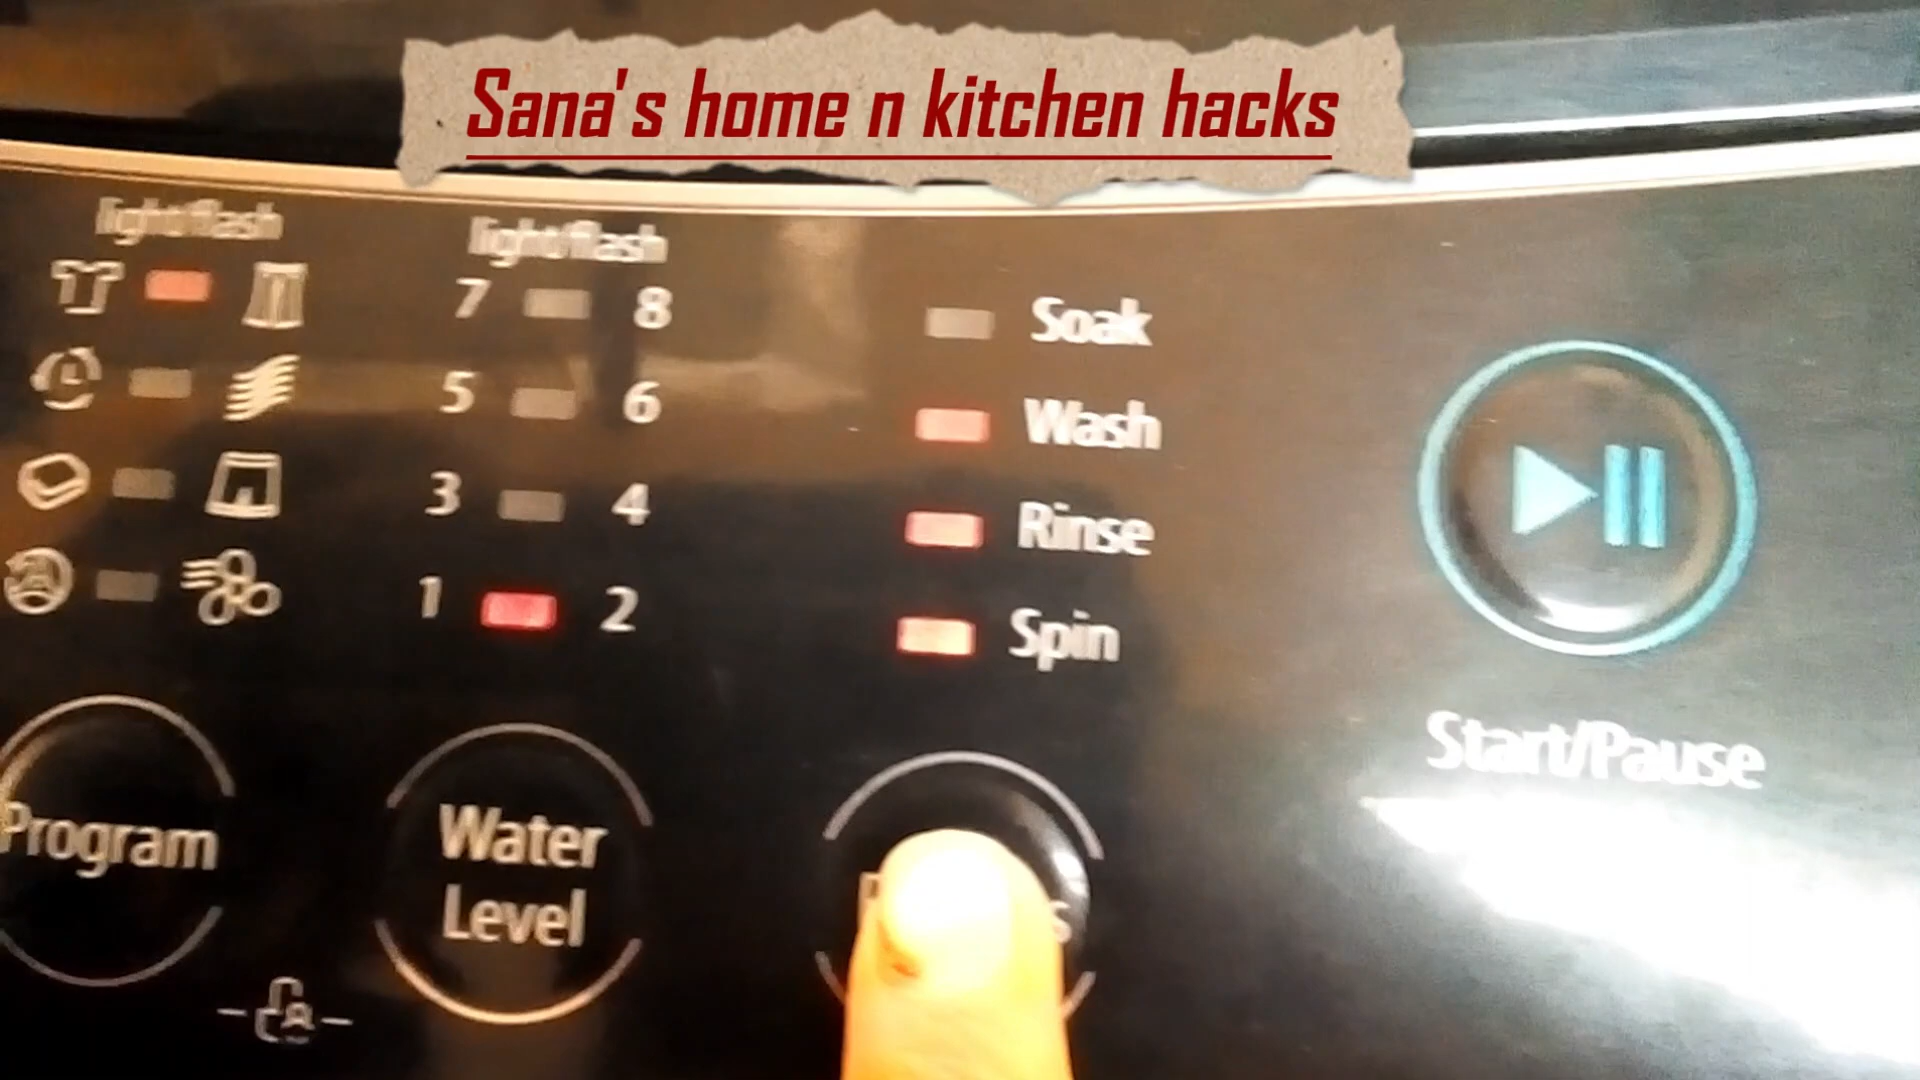 Sana's home n kitchen hacks
light/flash
light/flash
7 8
5 6
3 4
1 2
Soak
Wash
Rinse
Spin
Start/Pause
Program
Water
Level